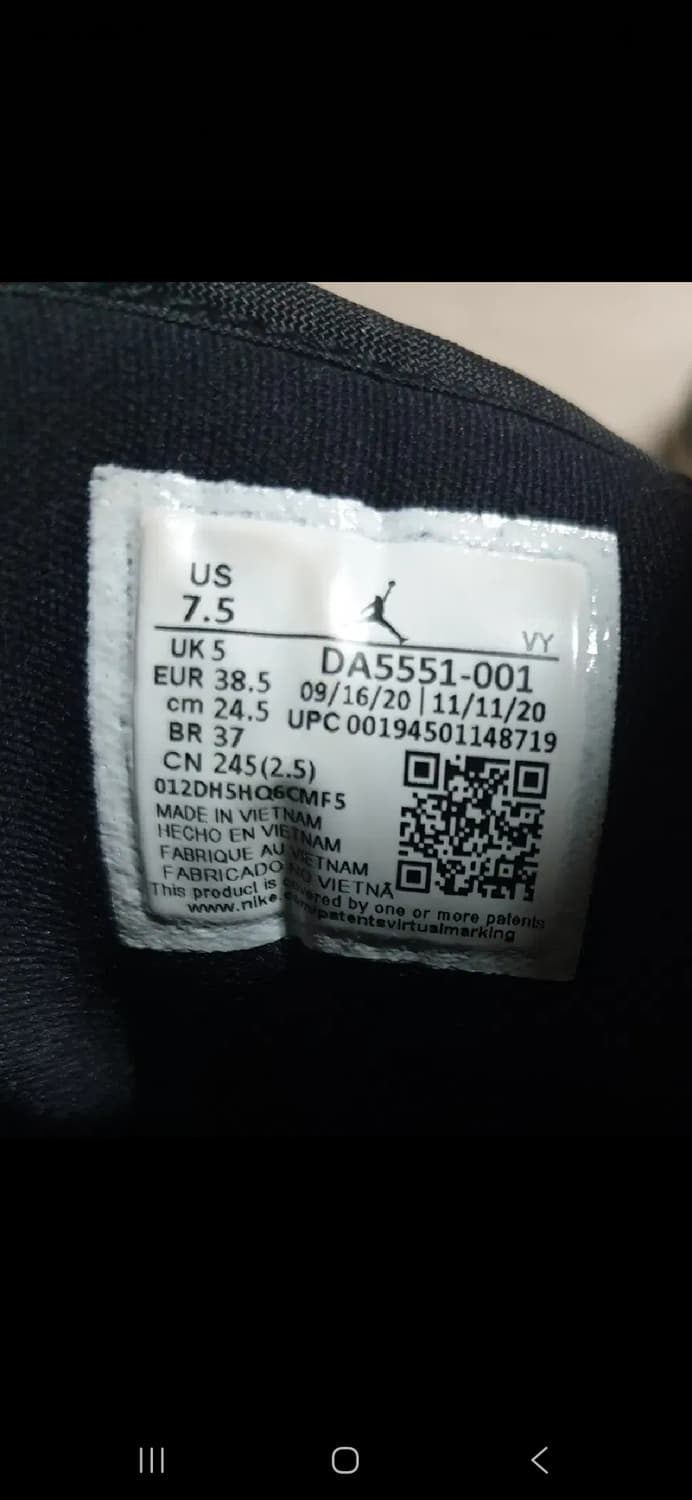 US
7.5
VY
UK 5
EUR 38.5
cm 24.5
BR 37
CN 245(2.5)
DA5551-001
09/16/20 | 11/11/20
UPC 00194501148719
012DH5HQ6CMF5
MADE IN VIETNAM
HECHO EN VIETNAM
FABRIQUE AU VIETNAM
FABRICADO NO VIETNÃ
This product is covered by one or more patents
www.nike.com/patentsvirtualmarking